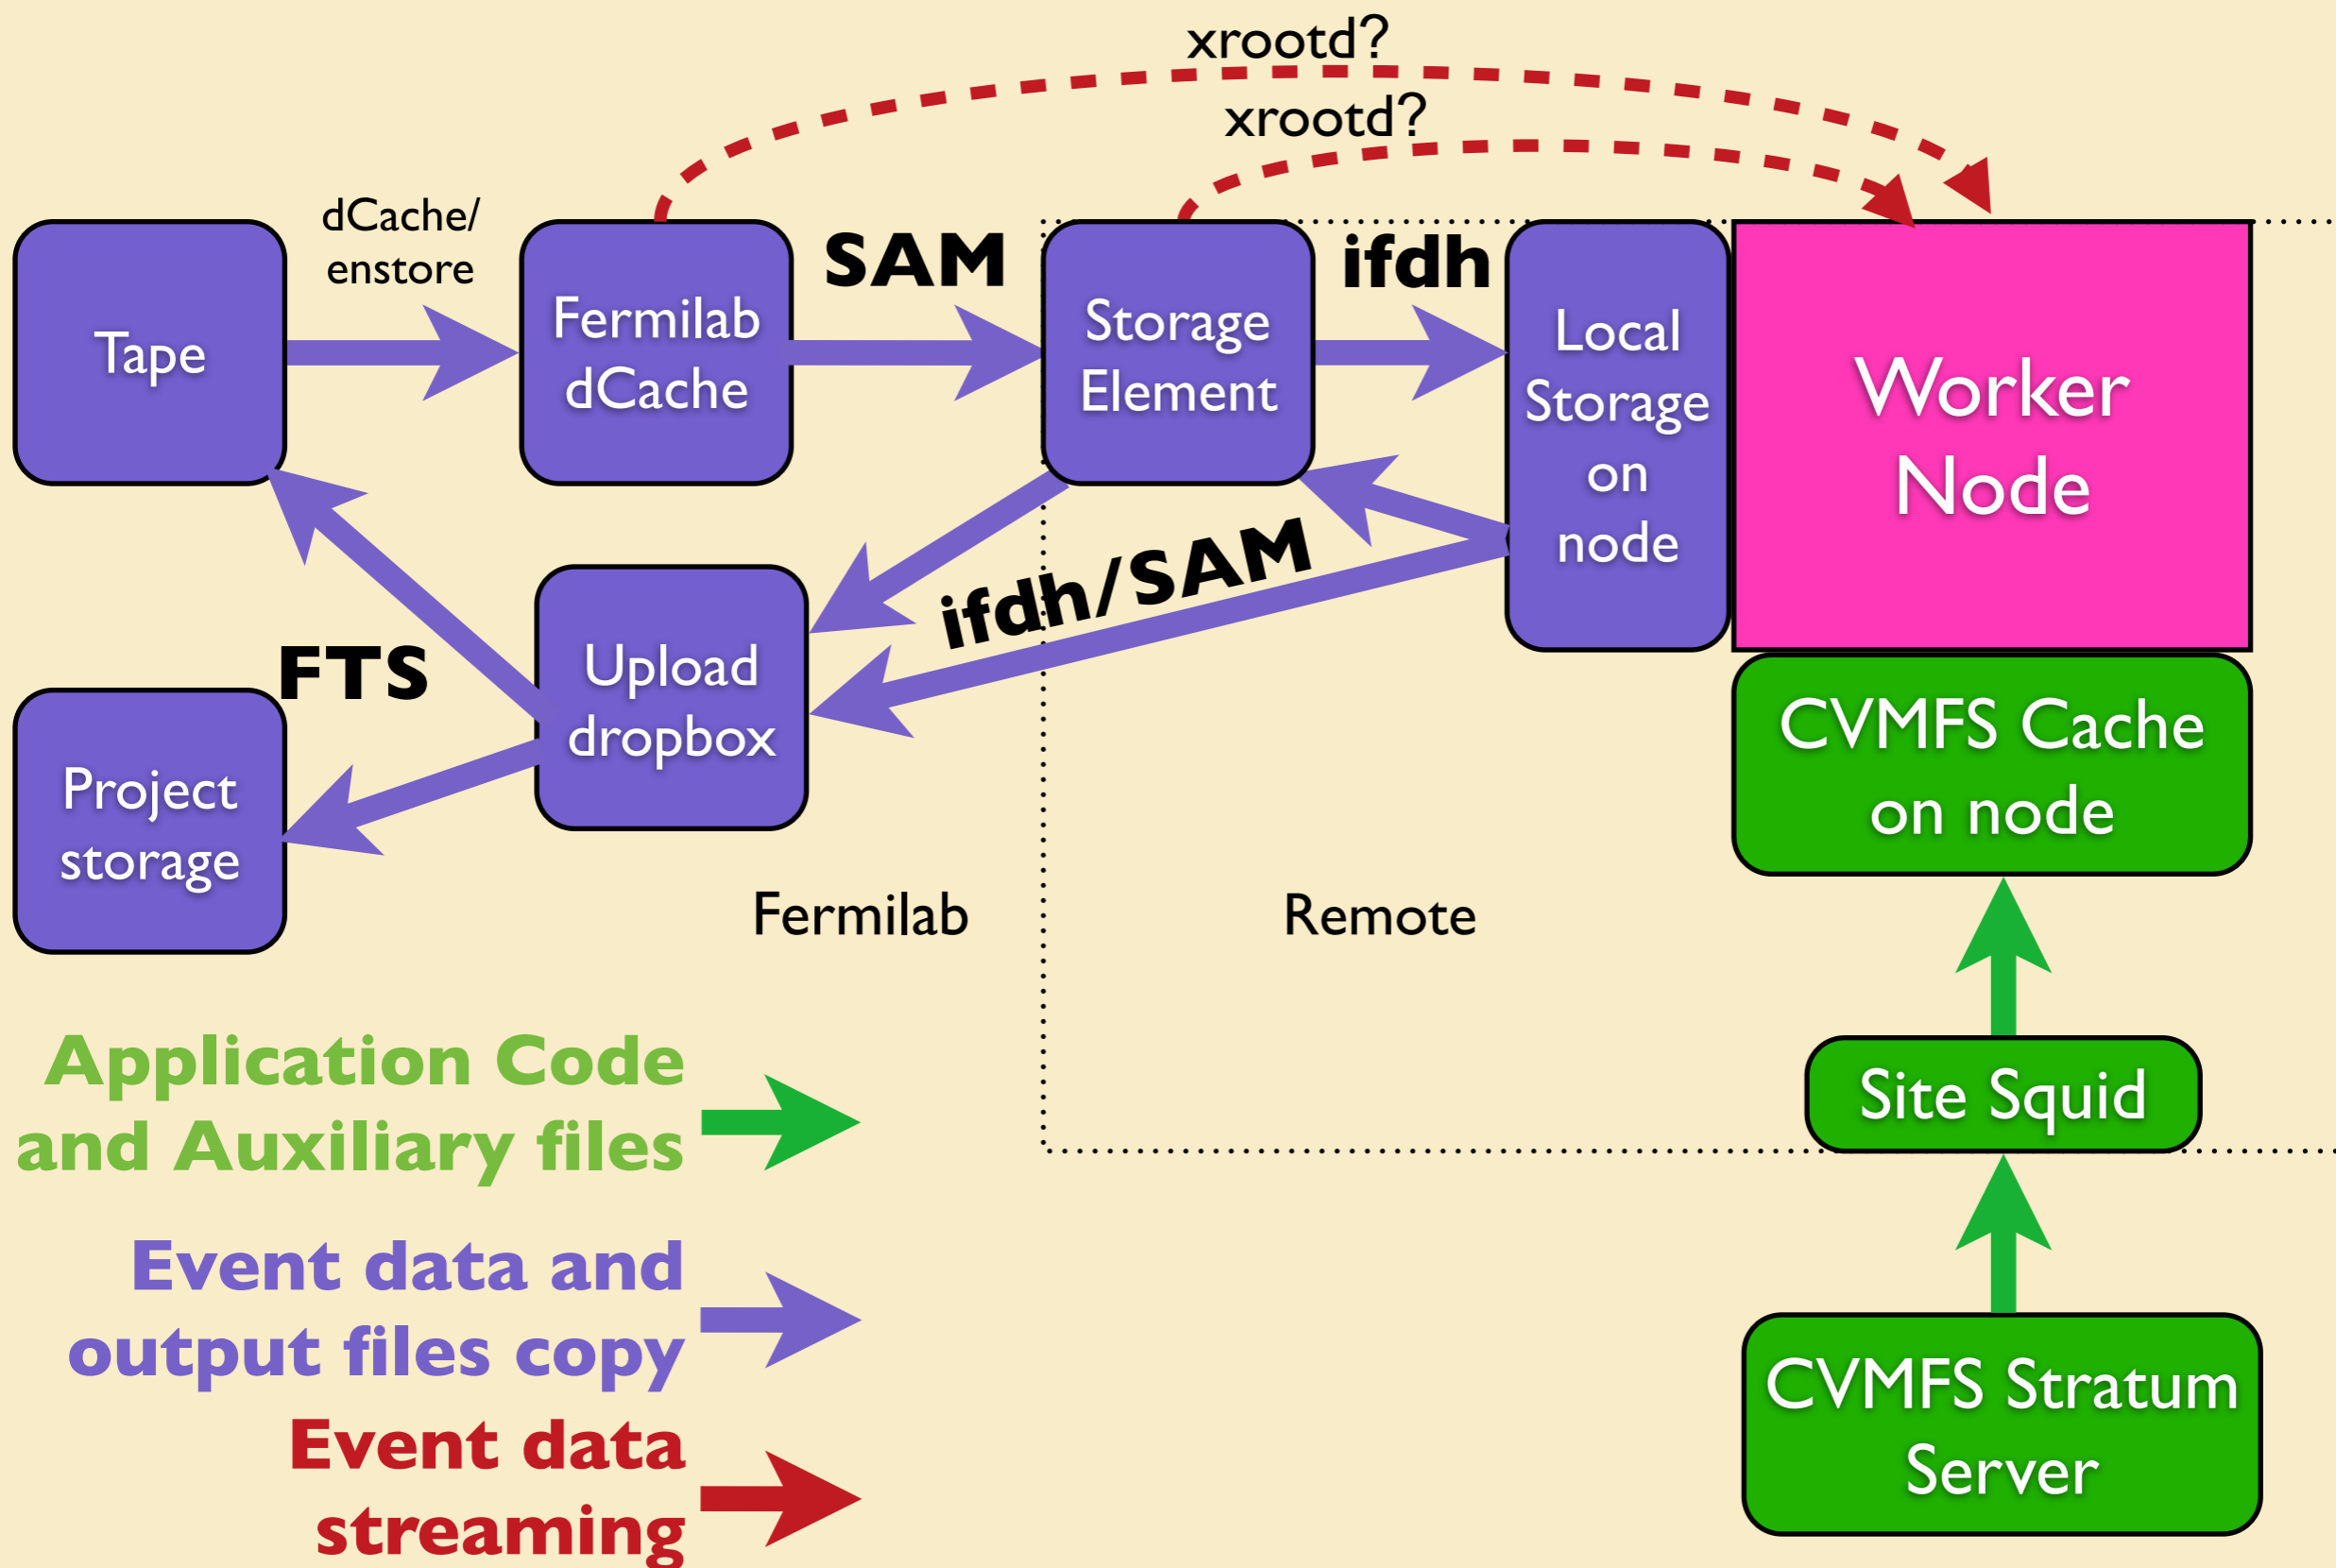 xrootd?
xrootd?
dCache/
enstore
SAM
ifdh
Tape
Fermilab
dCache
Storage
Element
Local
Storage
on
node
Worker
Node
ifdh/SAM
FTS
Upload
dropbox
Project
storage
CVMFS Cache
on node
Fermilab
Remote
Application Code
and Auxiliary files
Site Squid
Event data and
output files copy
CVMFS Stratum
Server
Event data
streaming